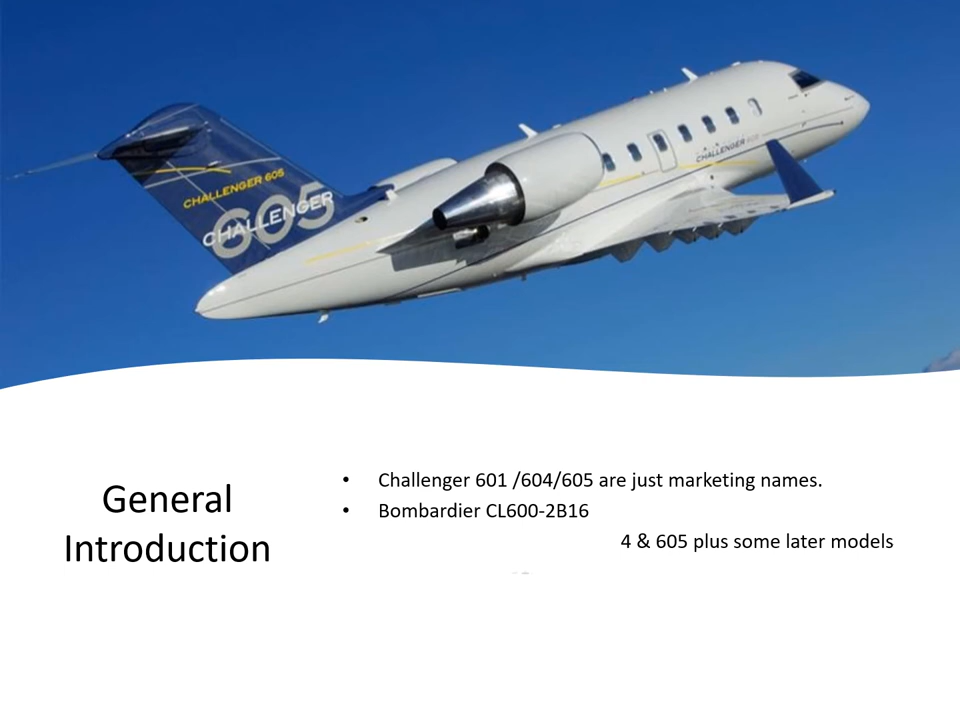 CHALLENGER 605
605
CHALLENGER
CHALLENGER
General
Introduction
• Challenger 601 /604/605 are just marketing names.
• Bombardier CL600-2B16
4 & 605 plus some later models